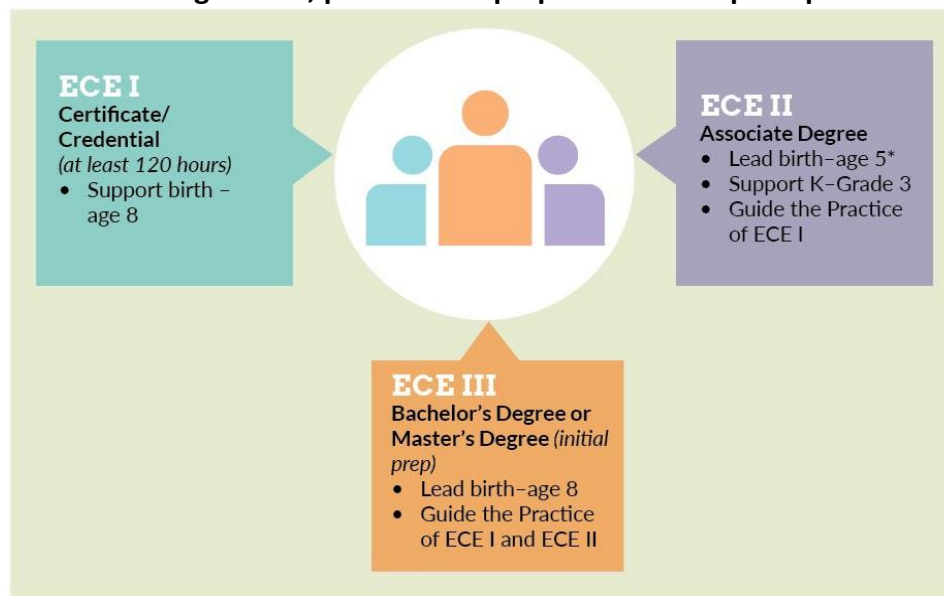 ECE I
Certificate/
Credential
(at least 120 hours)
• Support birth –
age 8
ECE II
Associate Degree
• Lead birth–age 5*
• Support K–Grade 3
• Guide the Practice
of ECE I
ECE III
Bachelor's Degree or
Master's Degree (initial
prep)
• Lead birth–age 8
• Guide the Practice
of ECE I and ECE II